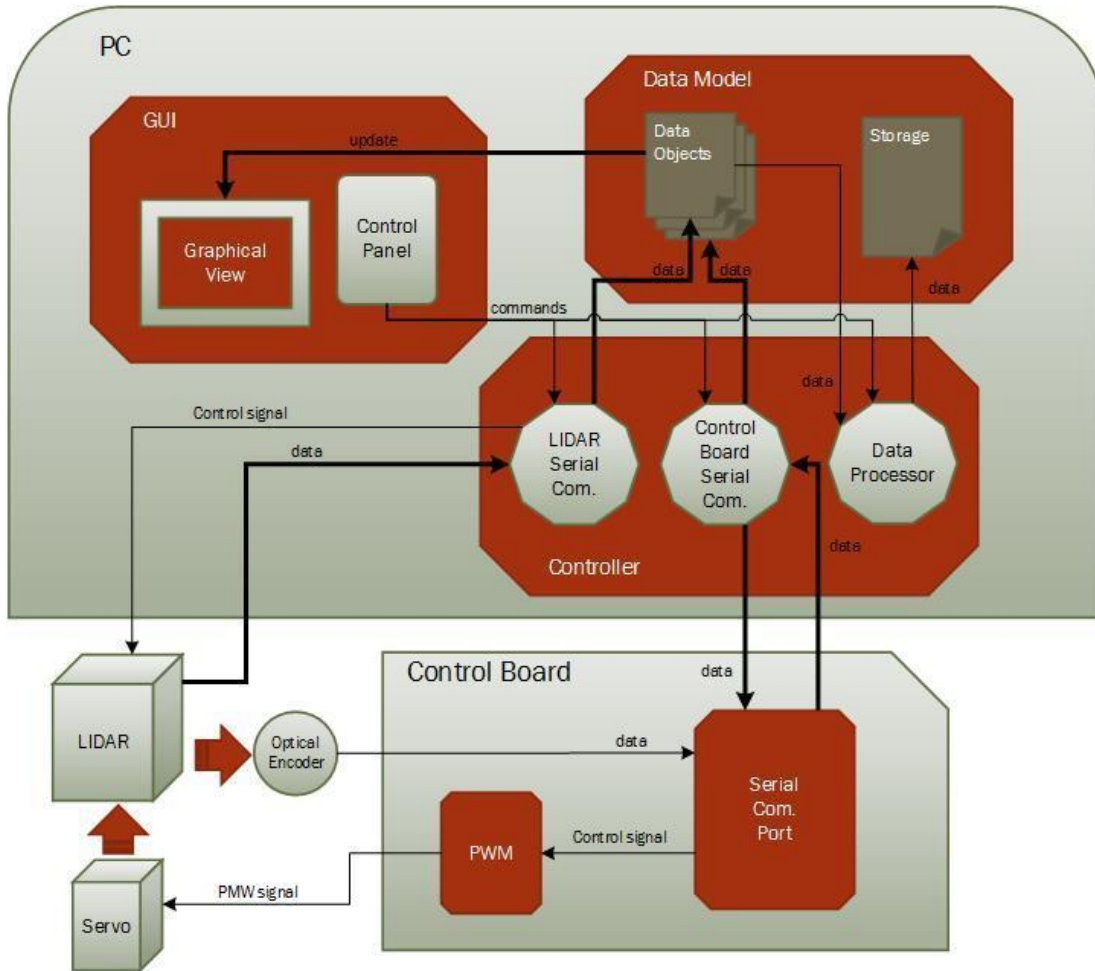 PC
GUI
update
Graphical
View
Control
Panel
commands
Data Model
Data
Objects
Storage
data
data
data
data
Control signal
data
LIDAR
Serial
Com.
Control
Board
Serial
Com.
Data
Processor
Controller
data
data
Control Board
LIDAR
Optical
Encoder
data
Serial
Com.
Port
Control signal
PWM
PMW signal
Servo